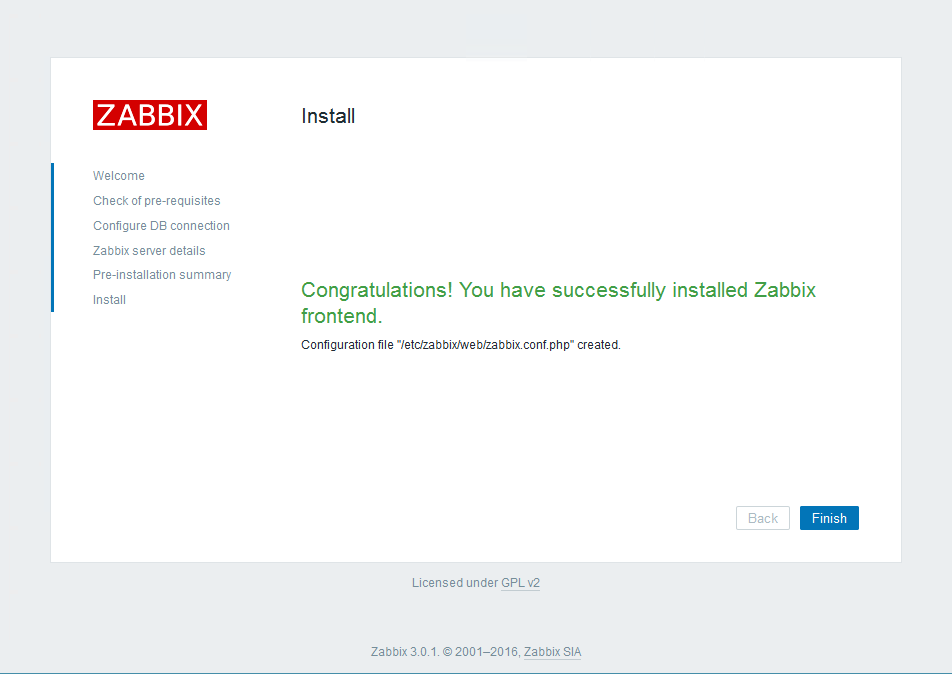 ZABBIX
Install
Welcome
Check of pre-requisites
Configure DB connection
Zabbix server details
Pre-installation summary
Install
Congratulations! You have successfully installed Zabbix
frontend.
Configuration file "/etc/zabbix/web/zabbix.conf.php" created.
Back
Finish
Licensed under GPL v2
Zabbix 3.0.1. © 2001–2016, Zabbix SIA